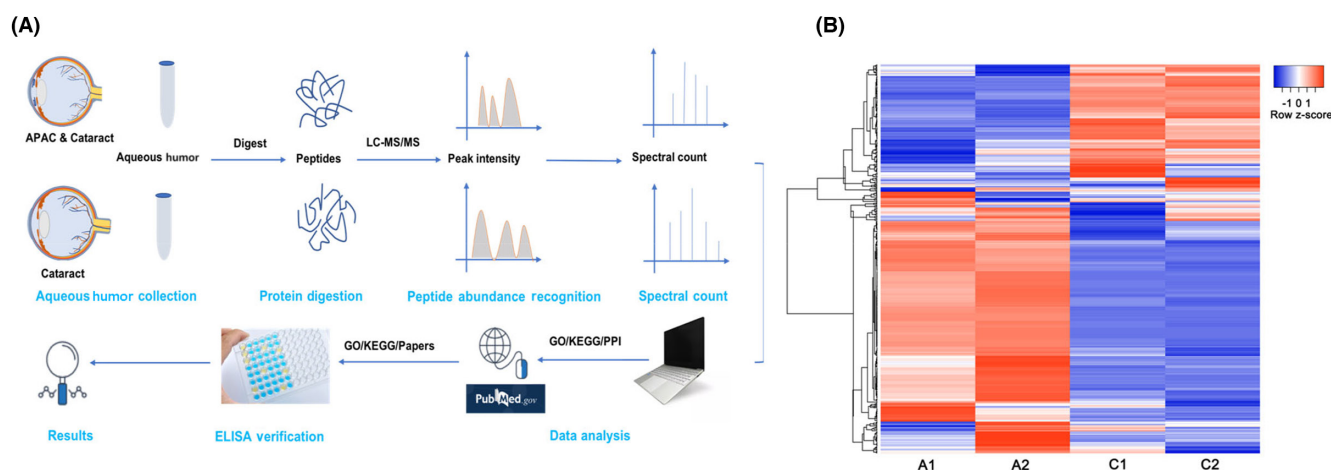 (A)
APAC & Cataract
Aqueous humor
Digest
Peptides
LC-MS/MS
Peak intensity
Spectral count
Cataract
Aqueous humor collection
Protein digestion
Peptide abundance recognition
Spectral count
GO/KEGG/Papers
GO/KEGG/PPI
PubMed.gov
Results
ELISA verification
Data analysis
(B)
-1 0 1
Row z-score
A1 A2 C1 C2